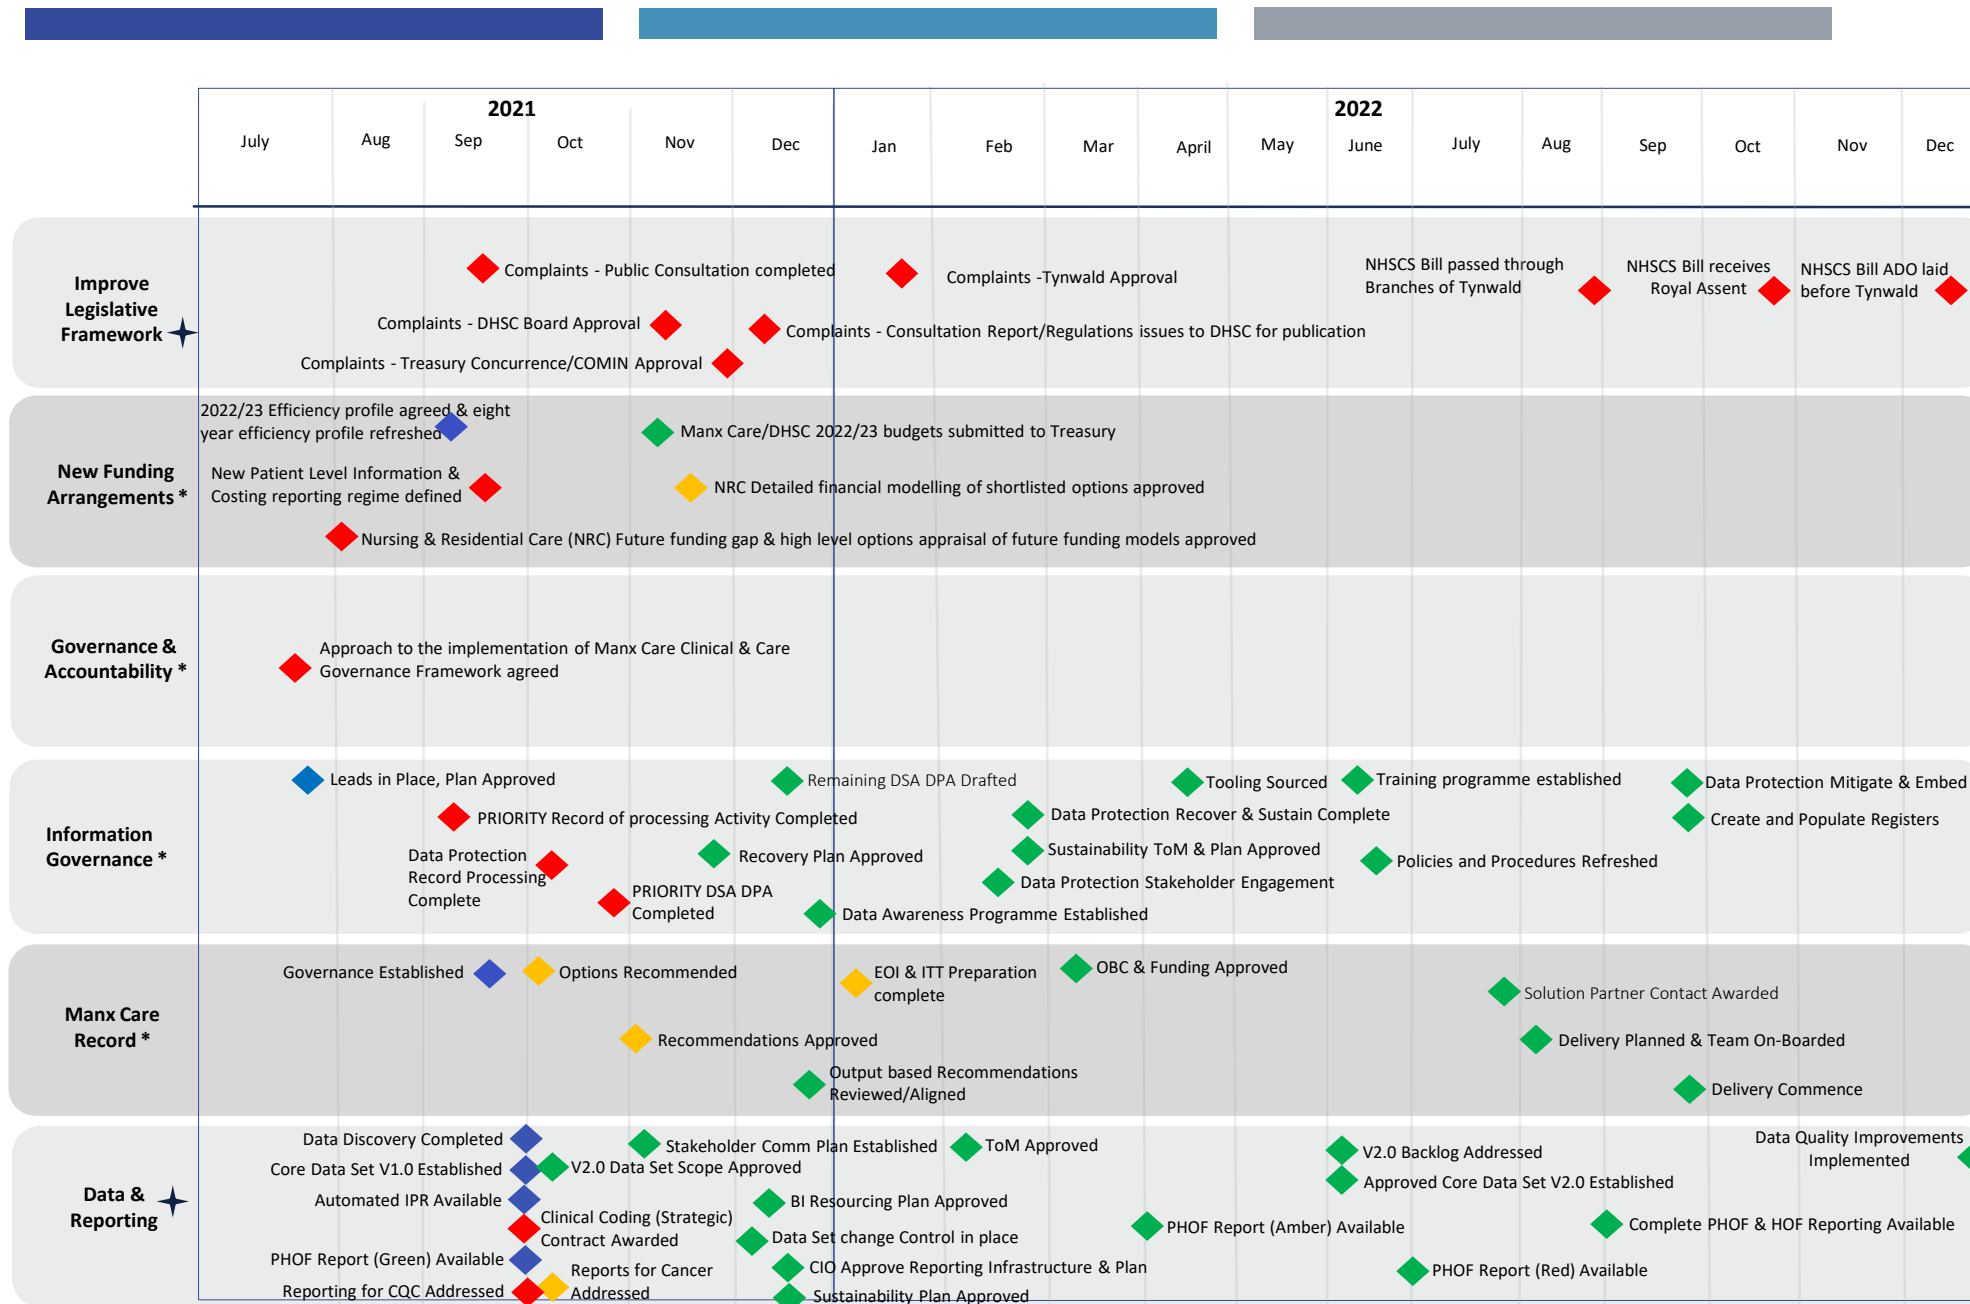 2021
2022
July
Aug
Sep
Oct
Nov
Dec
Jan
Feb
Mar
April
May
June
July
Aug
Sep
Oct
Nov
Dec
Improve
Legislative
Framework
Complaints - Public Consultation completed
Complaints -Tynwald Approval
NHSCS Bill passed through
Branches of Tynwald
NHSCS Bill receives
Royal Assent
NHSCS Bill ADO laid
before Tynwald
Complaints - DHSC Board Approval
Complaints - Consultation Report/Regulations issues to DHSC for publication
Complaints - Treasury Concurrence/COMIN Approval
New Funding
Arrangements *
2022/23 Efficiency profile agreed & eight
year efficiency profile refreshed
Manx Care/DHSC 2022/23 budgets submitted to Treasury
New Patient Level Information &
Costing reporting regime defined
NRC Detailed financial modelling of shortlisted options approved
Nursing & Residential Care (NRC) Future funding gap & high level options appraisal of future funding models approved
Governance &
Accountability *
Approach to the implementation of Manx Care Clinical & Care
Governance Framework agreed
Information
Governance *
Leads in Place, Plan Approved
Remaining DSA DPA Drafted
Tooling Sourced
Training programme established
Data Protection Mitigate & Embed
PRIORITY Record of processing Activity Completed
Data Protection Recover & Sustain Complete
Create and Populate Registers
Data Protection
Record Processing
Complete
Recovery Plan Approved
Sustainability ToM & Plan Approved
Policies and Procedures Refreshed
PRIORITY DSA DPA
Completed
Data Protection Stakeholder Engagement
Data Awareness Programme Established
Manx Care
Record *
Governance Established
Options Recommended
EOI & ITT Preparation
complete
OBC & Funding Approved
Solution Partner Contact Awarded
Recommendations Approved
Delivery Planned & Team On-Boarded
Output based Recommendations
Reviewed/Aligned
Delivery Commence
Data &
Reporting
Data Discovery Completed
Stakeholder Comm Plan Established
ToM Approved
V2.0 Backlog Addressed
Data Quality Improvements
Implemented
Core Data Set V1.0 Established
V2.0 Data Set Scope Approved
Approved Core Data Set V2.0 Established
Automated IPR Available
BI Resourcing Plan Approved
Clinical Coding (Strategic)
Contract Awarded
Data Set change Control in place
PHOF Report (Amber) Available
Complete PHOF & HOF Reporting Available
PHOF Report (Green) Available
CIO Approve Reporting Infrastructure & Plan
PHOF Report (Red) Available
Reporting for CQC Addressed
Reports for Cancer
Addressed
Sustainability Plan Approved